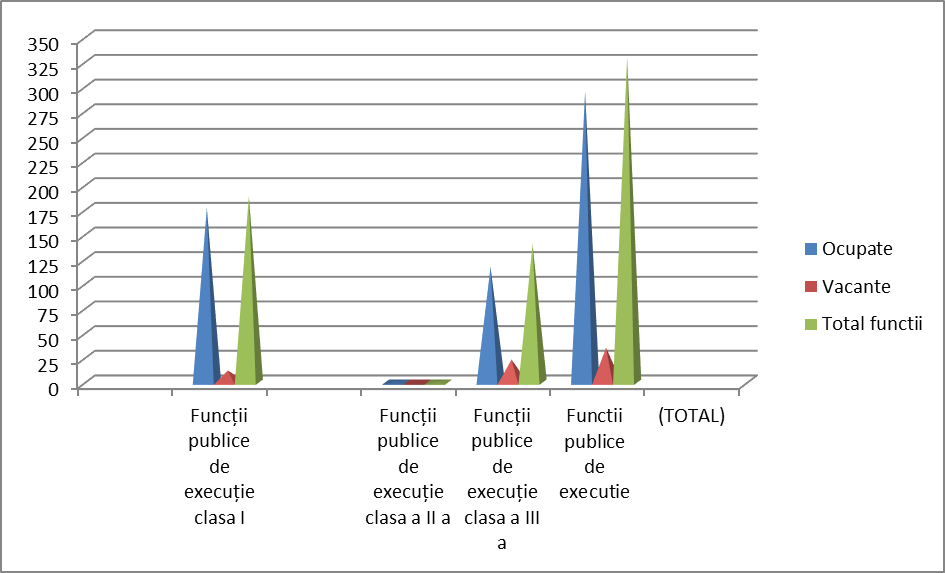 350
325
300
275
250
225
200
175
150
125
100
75
50
25
0
Funcții
publice
de
execuție
clasa I
Funcții
publice
de
execuție
clasa a II a
Funcții
publice
de
execuție
clasa a III
a
Functii
publice
de
executie
(TOTAL)
Ocupate
Vacante
Total functii